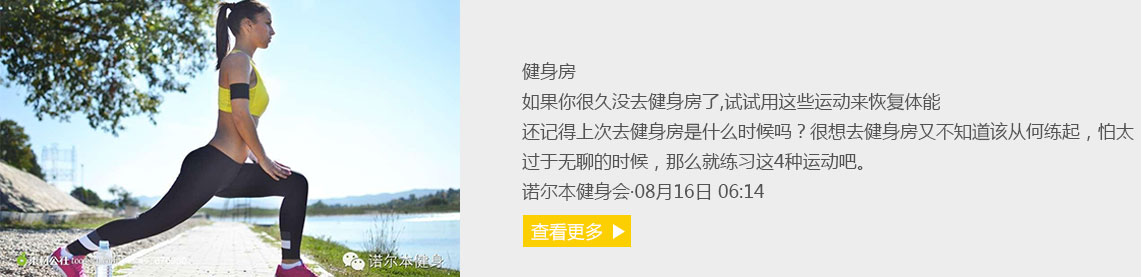 健身房
如果你很久没去健身房了,试试用这些运动来恢复体能
还记得上次去健身房是什么时候吗？很想去健身房又不知道该从何练起，怕太
过于无聊的时候，那么就练习这4种运动吧。
诺尔本健身会·08月16日 06:14
查看更多 ▶
素材公社
诺尔本健身